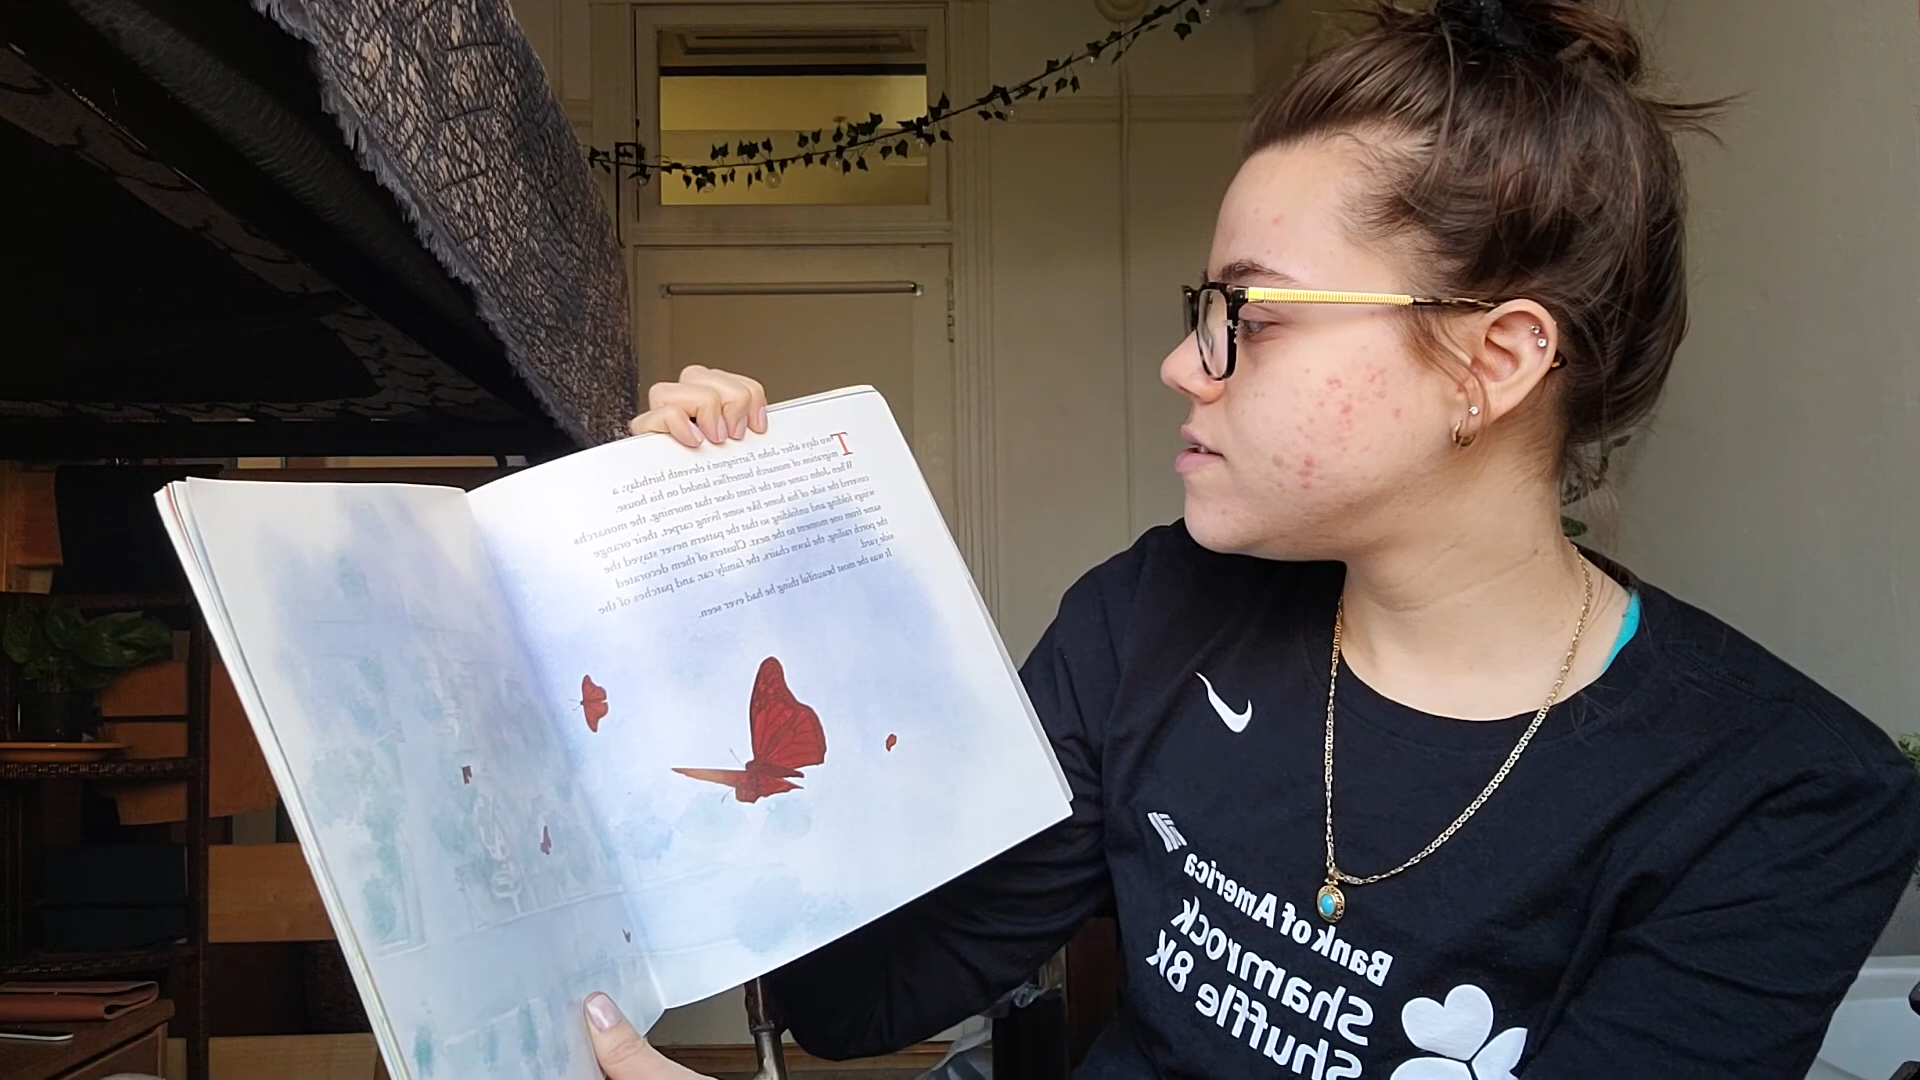 Two days after John Farrington's eleventh birthday, a
migration of monarch butterflies landed on his house.
When John came out the front door that morning, the monarchs
covered the side of his home like some living carpet, their orange
wings folding and unfolding so that the pattern never stayed the
same from one moment to the next. Clusters of them decorated
the porch railing, the lawn chairs, the family car, and patches of the
side yard.
It was the most beautiful thing he had ever seen.
Bank of America
Shamrock
Shuffle 8K
Shuffle